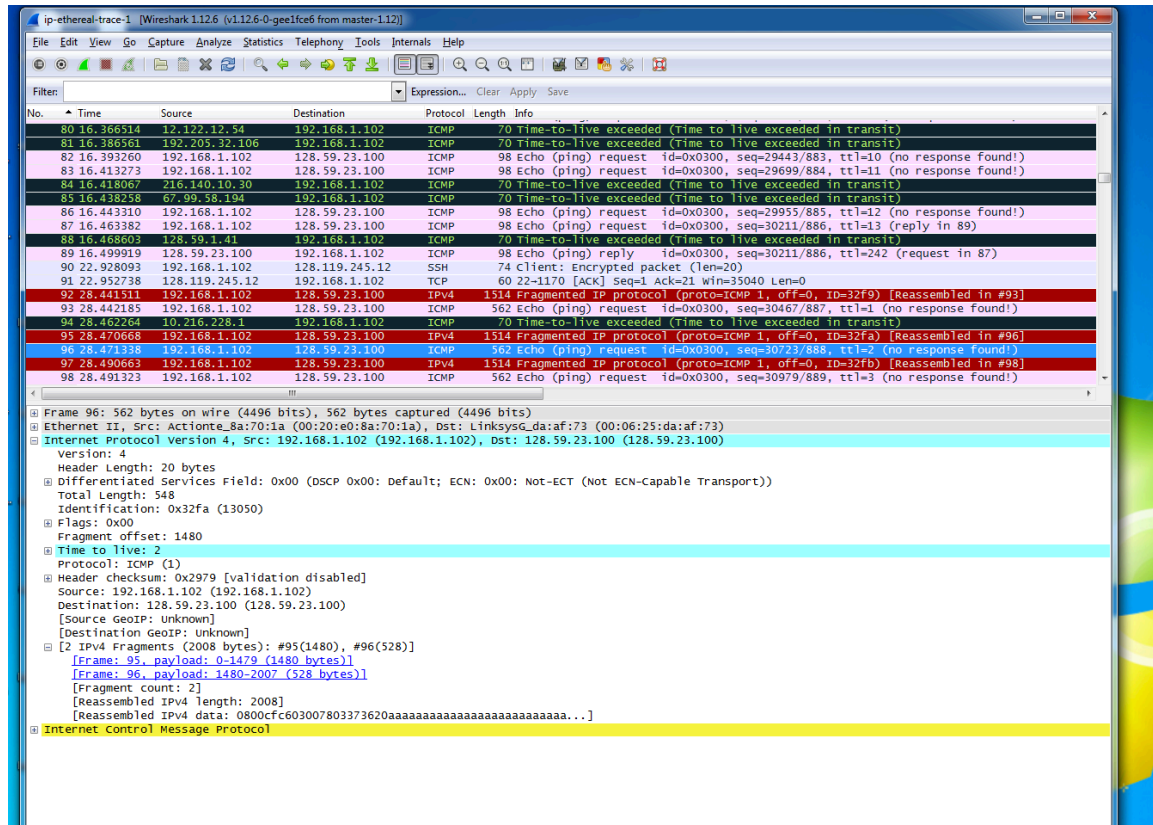 ip-ethereal-trace-1 [Wireshark 1.12.6 (v1.12.6-0-gee1fce6 from master-1.12)]
File Edit View Go Capture Analyze Statistics Telephony Tools Internals Help
Filter: Expression... Clear Apply Save
No. Time Source Destination Protocol Length Info
80 16.366514 12.122.12.54 192.168.1.102 ICMP 70 Time-to-live exceeded (Time to live exceeded in transit)
81 16.386561 192.205.32.106 192.168.1.102 ICMP 70 Time-to-live exceeded (Time to live exceeded in transit)
82 16.393260 192.168.1.102 128.59.23.100 ICMP 98 Echo (ping) request id=0x0300, seq=29443/883, ttl=10 (no response found!)
83 16.413273 192.168.1.102 128.59.23.100 ICMP 98 Echo (ping) request id=0x0300, seq=29699/884, ttl=11 (no response found!)
84 16.418067 216.140.10.30 192.168.1.102 ICMP 70 Time-to-live exceeded (Time to live exceeded in transit)
85 16.438258 67.99.58.194 192.168.1.102 ICMP 70 Time-to-live exceeded (Time to live exceeded in transit)
86 16.443310 192.168.1.102 128.59.23.100 ICMP 98 Echo (ping) request id=0x0300, seq=29955/885, ttl=12 (no response found!)
87 16.463382 192.168.1.102 128.59.23.100 ICMP 98 Echo (ping) request id=0x0300, seq=30211/886, ttl=13 (reply in 89)
88 16.468603 128.59.1.41 192.168.1.102 ICMP 70 Time-to-live exceeded (Time to live exceeded in transit)
89 16.499919 128.59.23.100 192.168.1.102 ICMP 98 Echo (ping) reply id=0x0300, seq=30211/886, ttl=242 (request in 87)
90 22.928093 192.168.1.102 128.119.245.12 SSH 74 Client: Encrypted packet (len=20)
91 22.952738 128.119.245.12 192.168.1.102 TCP 60 22→1170 [ACK] Seq=1 Ack=21 Win=35040 Len=0
92 28.441511 192.168.1.102 128.59.23.100 IPv4 1514 Fragmented IP protocol (proto=ICMP 1, off=0, ID=32f9) [Reassembled in #93]
93 28.442185 192.168.1.102 128.59.23.100 ICMP 562 Echo (ping) request id=0x0300, seq=30467/887, ttl=1 (no response found!)
94 28.462264 10.216.228.1 192.168.1.102 ICMP 70 Time-to-live exceeded (Time to live exceeded in transit)
95 28.470668 192.168.1.102 128.59.23.100 IPv4 1514 Fragmented IP protocol (proto=ICMP 1, off=0, ID=32fa) [Reassembled in #96]
96 28.471338 192.168.1.102 128.59.23.100 ICMP 562 Echo (ping) request id=0x0300, seq=30723/888, ttl=2 (no response found!)
97 28.490663 192.168.1.102 128.59.23.100 IPv4 1514 Fragmented IP protocol (proto=ICMP 1, off=0, ID=32fb) [Reassembled in #98]
98 28.491323 192.168.1.102 128.59.23.100 ICMP 562 Echo (ping) request id=0x0300, seq=30979/889, ttl=3 (no response found!)
Frame 96: 562 bytes on wire (4496 bits), 562 bytes captured (4496 bits)
Ethernet II, Src: Actionte_8a:70:1a (00:20:e0:8a:70:1a), Dst: LinksysG_da:af:73 (00:06:25:da:af:73)
Internet Protocol Version 4, Src: 192.168.1.102 (192.168.1.102), Dst: 128.59.23.100 (128.59.23.100)
Version: 4
Header Length: 20 bytes
Differentiated Services Field: 0x00 (DSCP 0x00: Default; ECN: 0x00: Not-ECT (Not ECN-Capable Transport))
Total Length: 548
Identification: 0x32fa (13050)
Flags: 0x00
Fragment offset: 1480
Time to live: 2
Protocol: ICMP (1)
Header checksum: 0x2979 [validation disabled]
Source: 192.168.1.102 (192.168.1.102)
Destination: 128.59.23.100 (128.59.23.100)
[Source GeoIP: Unknown]
[Destination GeoIP: Unknown]
[2 IPv4 Fragments (2008 bytes): #95(1480), #96(528)]
[Frame: 95, payload: 0-1479 (1480 bytes)]
[Frame: 96, payload: 1480-2007 (528 bytes)]
[Fragment count: 2]
[Reassembled IPv4 length: 2008]
[Reassembled IPv4 data: 0800cfc603007803373620aaaaaaaaaaaaaaaaaaaaaaaaaa...]
Internet Control Message Protocol